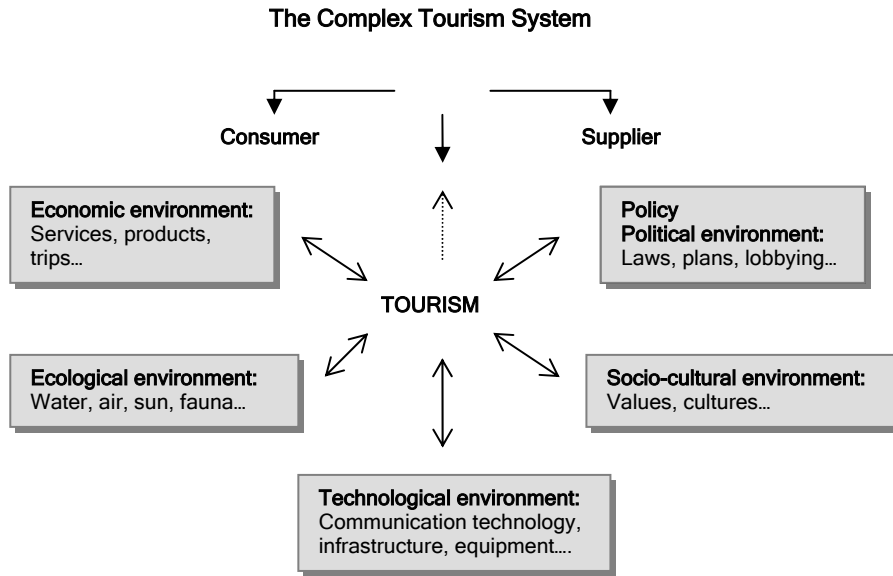 The Complex Tourism System
Consumer
Supplier
Economic environment:
Services, products,
trips…
Policy
Political environment:
Laws, plans, lobbying…
TOURISM
Ecological environment:
Water, air, sun, fauna…
Socio-cultural environment:
Values, cultures…
Technological environment:
Communication technology,
infrastructure, equipment….